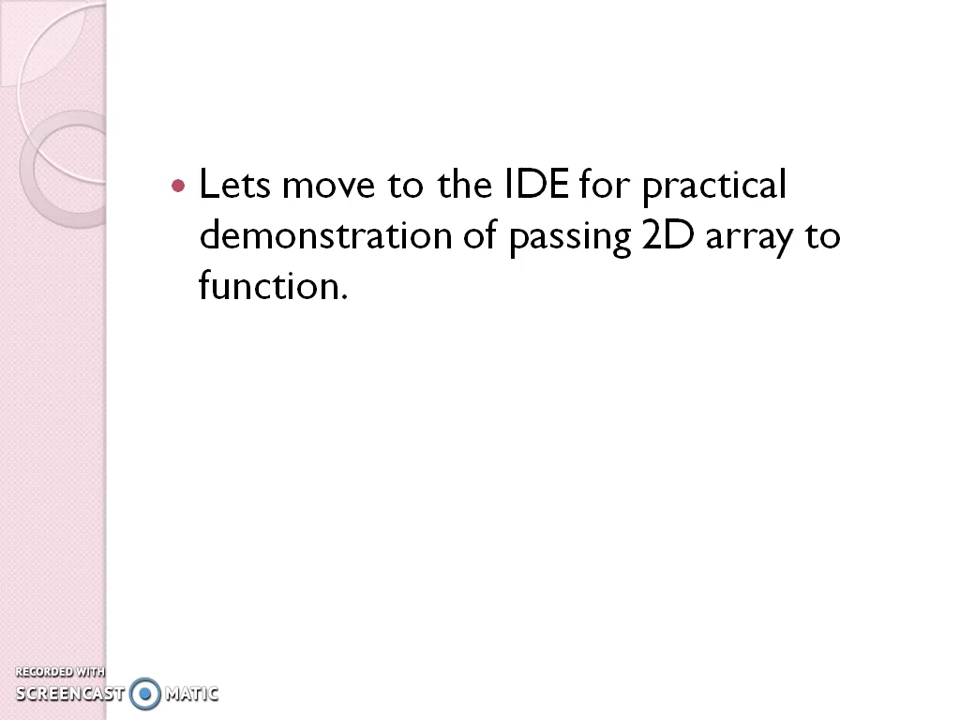 Lets move to the IDE for practical
demonstration of passing 2D array to
function.
RECORDED WITH
SCREENCAST MATIC